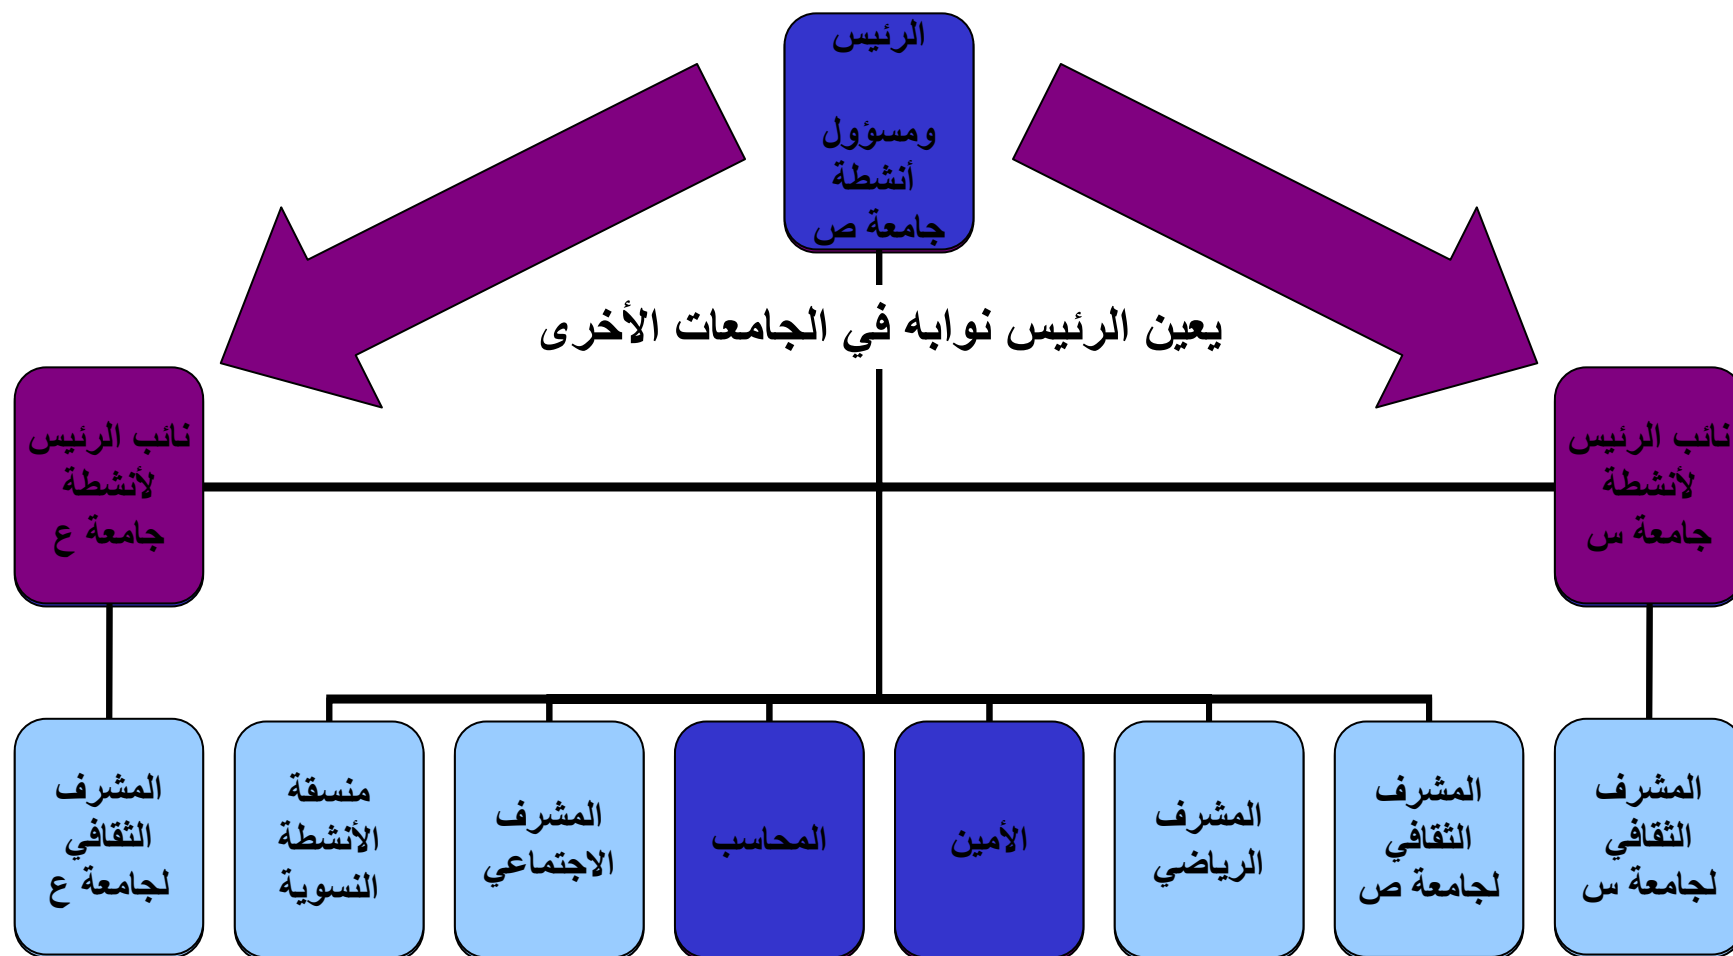 الرئيس
ومسؤول
أنشطة
جامعة ص
يعين الرئيس نوابه في الجامعات الأخرى
نائب الرئيس
لأنشطة
جامعة س
نائب الرئيس
لأنشطة
جامعة ع
المشرف
الثقافي
لجامعة س
المشرف
الثقافي
لجامعة ص
المشرف
الرياضي
الأمين
المحاسب
المشرف
الاجتماعي
منسقة
الأنشطة
النسوية
المشرف
الثقافي
لجامعة ع